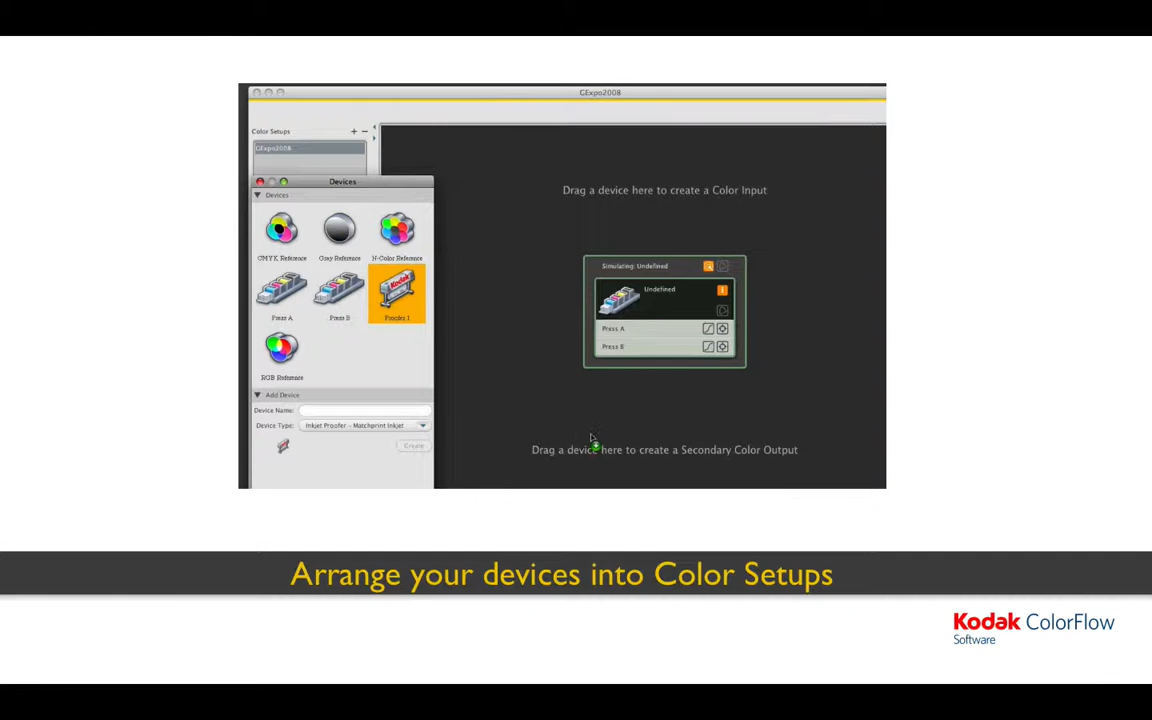 GExpo2008
Color Setups
GExpo2008
Devices
Devices
CMYK Reference
Gray Reference
N-Color Reference
Kodak
Press A
Press B
Proofer 1
RGB Reference
Add Device
Device Name:
Device Type:
Inkjet Proofer – Matchprint Inkjet
Create
Drag a device here to create a Color Input
Simulating: Undefined
Undefined
Press A
Press B
Drag a device here to create a Secondary Color Output
Arrange your devices into Color Setups
Kodak ColorFlow
Software